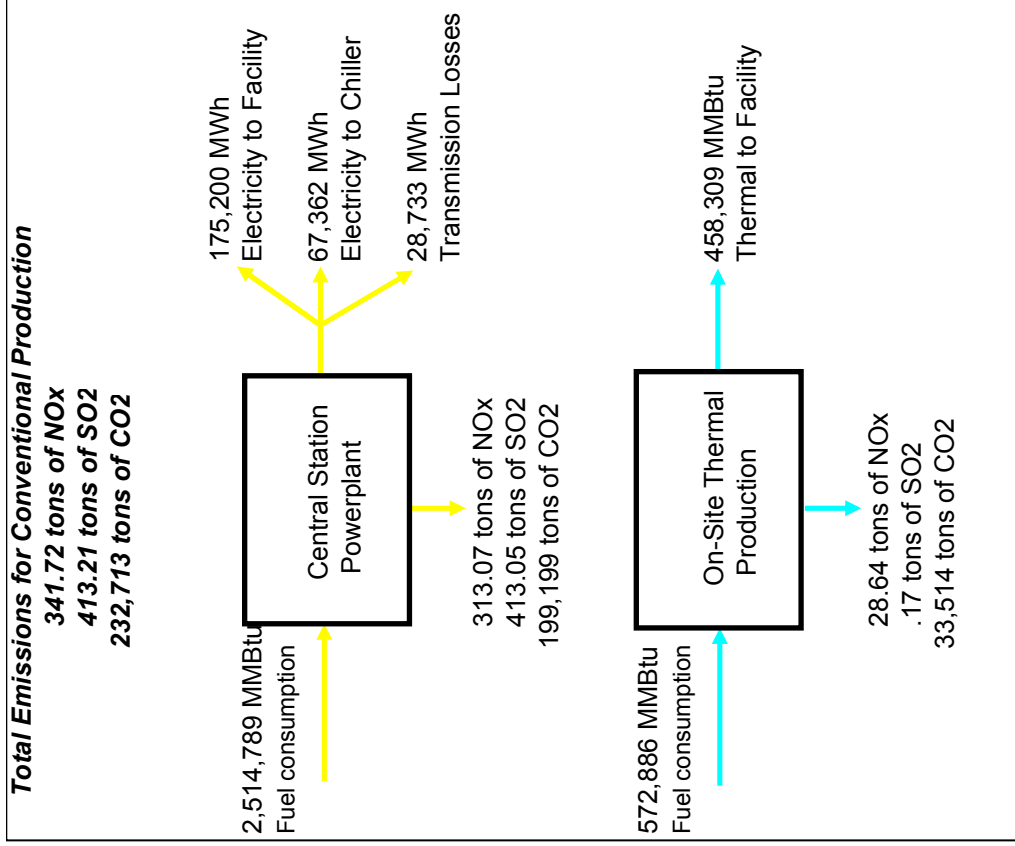 Total Emissions for Conventional Production
341.72 tons of NOx
413.21 tons of SO2
232,713 tons of CO2
2,514,789 MMBtu
Fuel consumption
Central Station
Powerplant
175,200 MWh
Electricity to Facility
67,362 MWh
Electricity to Chiller
28,733 MWh
Transmission Losses
313.07 tons of NOx
413.05 tons of SO2
199,199 tons of CO2
572,886 MMBtu
Fuel consumption
On-Site Thermal
Production
458,309 MMBtu
Thermal to Facility
28.64 tons of NOx
.17 tons of SO2
33,514 tons of CO2